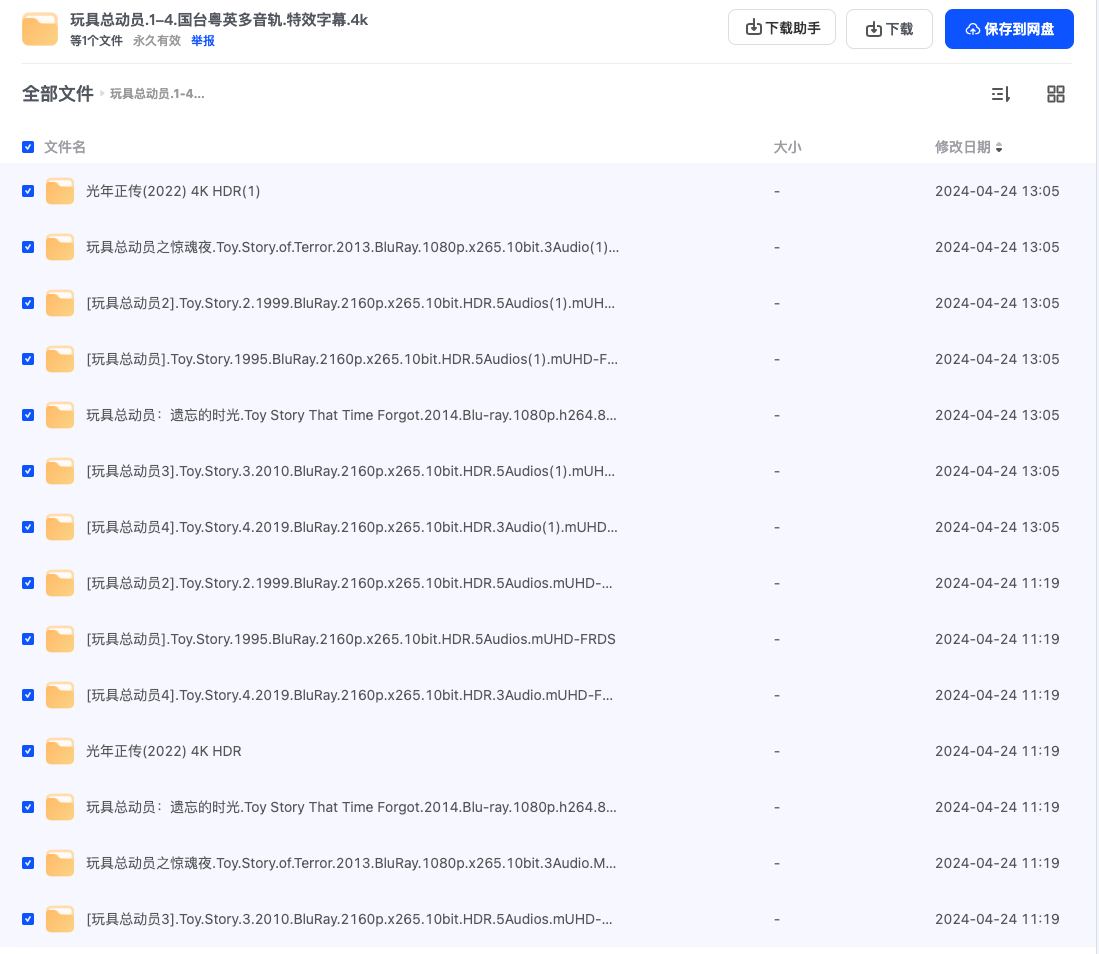 玩具总动员.1–4.国台粤英多音轨.特效字幕.4k
等1个文件 永久有效 举报
下载助手 下载 保存到网盘
全部文件 玩具总动员.1-4...
文件名 大小 修改日期
光年正传(2022) 4K HDR(1) - 2024-04-24 13:05
玩具总动员之惊魂夜.Toy.Story.of.Terror.2013.BluRay.1080p.x265.10bit.3Audio(1)... - 2024-04-24 13:05
[玩具总动员2].Toy.Story.2.1999.BluRay.2160p.x265.10bit.HDR.5Audios(1).mUH... - 2024-04-24 13:05
[玩具总动员].Toy.Story.1995.BluRay.2160p.x265.10bit.HDR.5Audios(1).mUHD-F... - 2024-04-24 13:05
玩具总动员：遗忘的时光.Toy Story That Time Forgot.2014.Blu-ray.1080p.h264.8... - 2024-04-24 13:05
[玩具总动员3].Toy.Story.3.2010.BluRay.2160p.x265.10bit.HDR.5Audios(1).mUH... - 2024-04-24 13:05
[玩具总动员4].Toy.Story.4.2019.BluRay.2160p.x265.10bit.HDR.3Audio(1).mUHD... - 2024-04-24 13:05
[玩具总动员2].Toy.Story.2.1999.BluRay.2160p.x265.10bit.HDR.5Audios.mUHD-... - 2024-04-24 11:19
[玩具总动员].Toy.Story.1995.BluRay.2160p.x265.10bit.HDR.5Audios.mUHD-FRDS - 2024-04-24 11:19
[玩具总动员4].Toy.Story.4.2019.BluRay.2160p.x265.10bit.HDR.3Audio.mUHD-F... - 2024-04-24 11:19
光年正传(2022) 4K HDR - 2024-04-24 11:19
玩具总动员：遗忘的时光.Toy Story That Time Forgot.2014.Blu-ray.1080p.h264.8... - 2024-04-24 11:19
玩具总动员之惊魂夜.Toy.Story.of.Terror.2013.BluRay.1080p.x265.10bit.3Audio.M... - 2024-04-24 11:19
[玩具总动员3].Toy.Story.3.2010.BluRay.2160p.x265.10bit.HDR.5Audios.mUHD-... - 2024-04-24 11:19